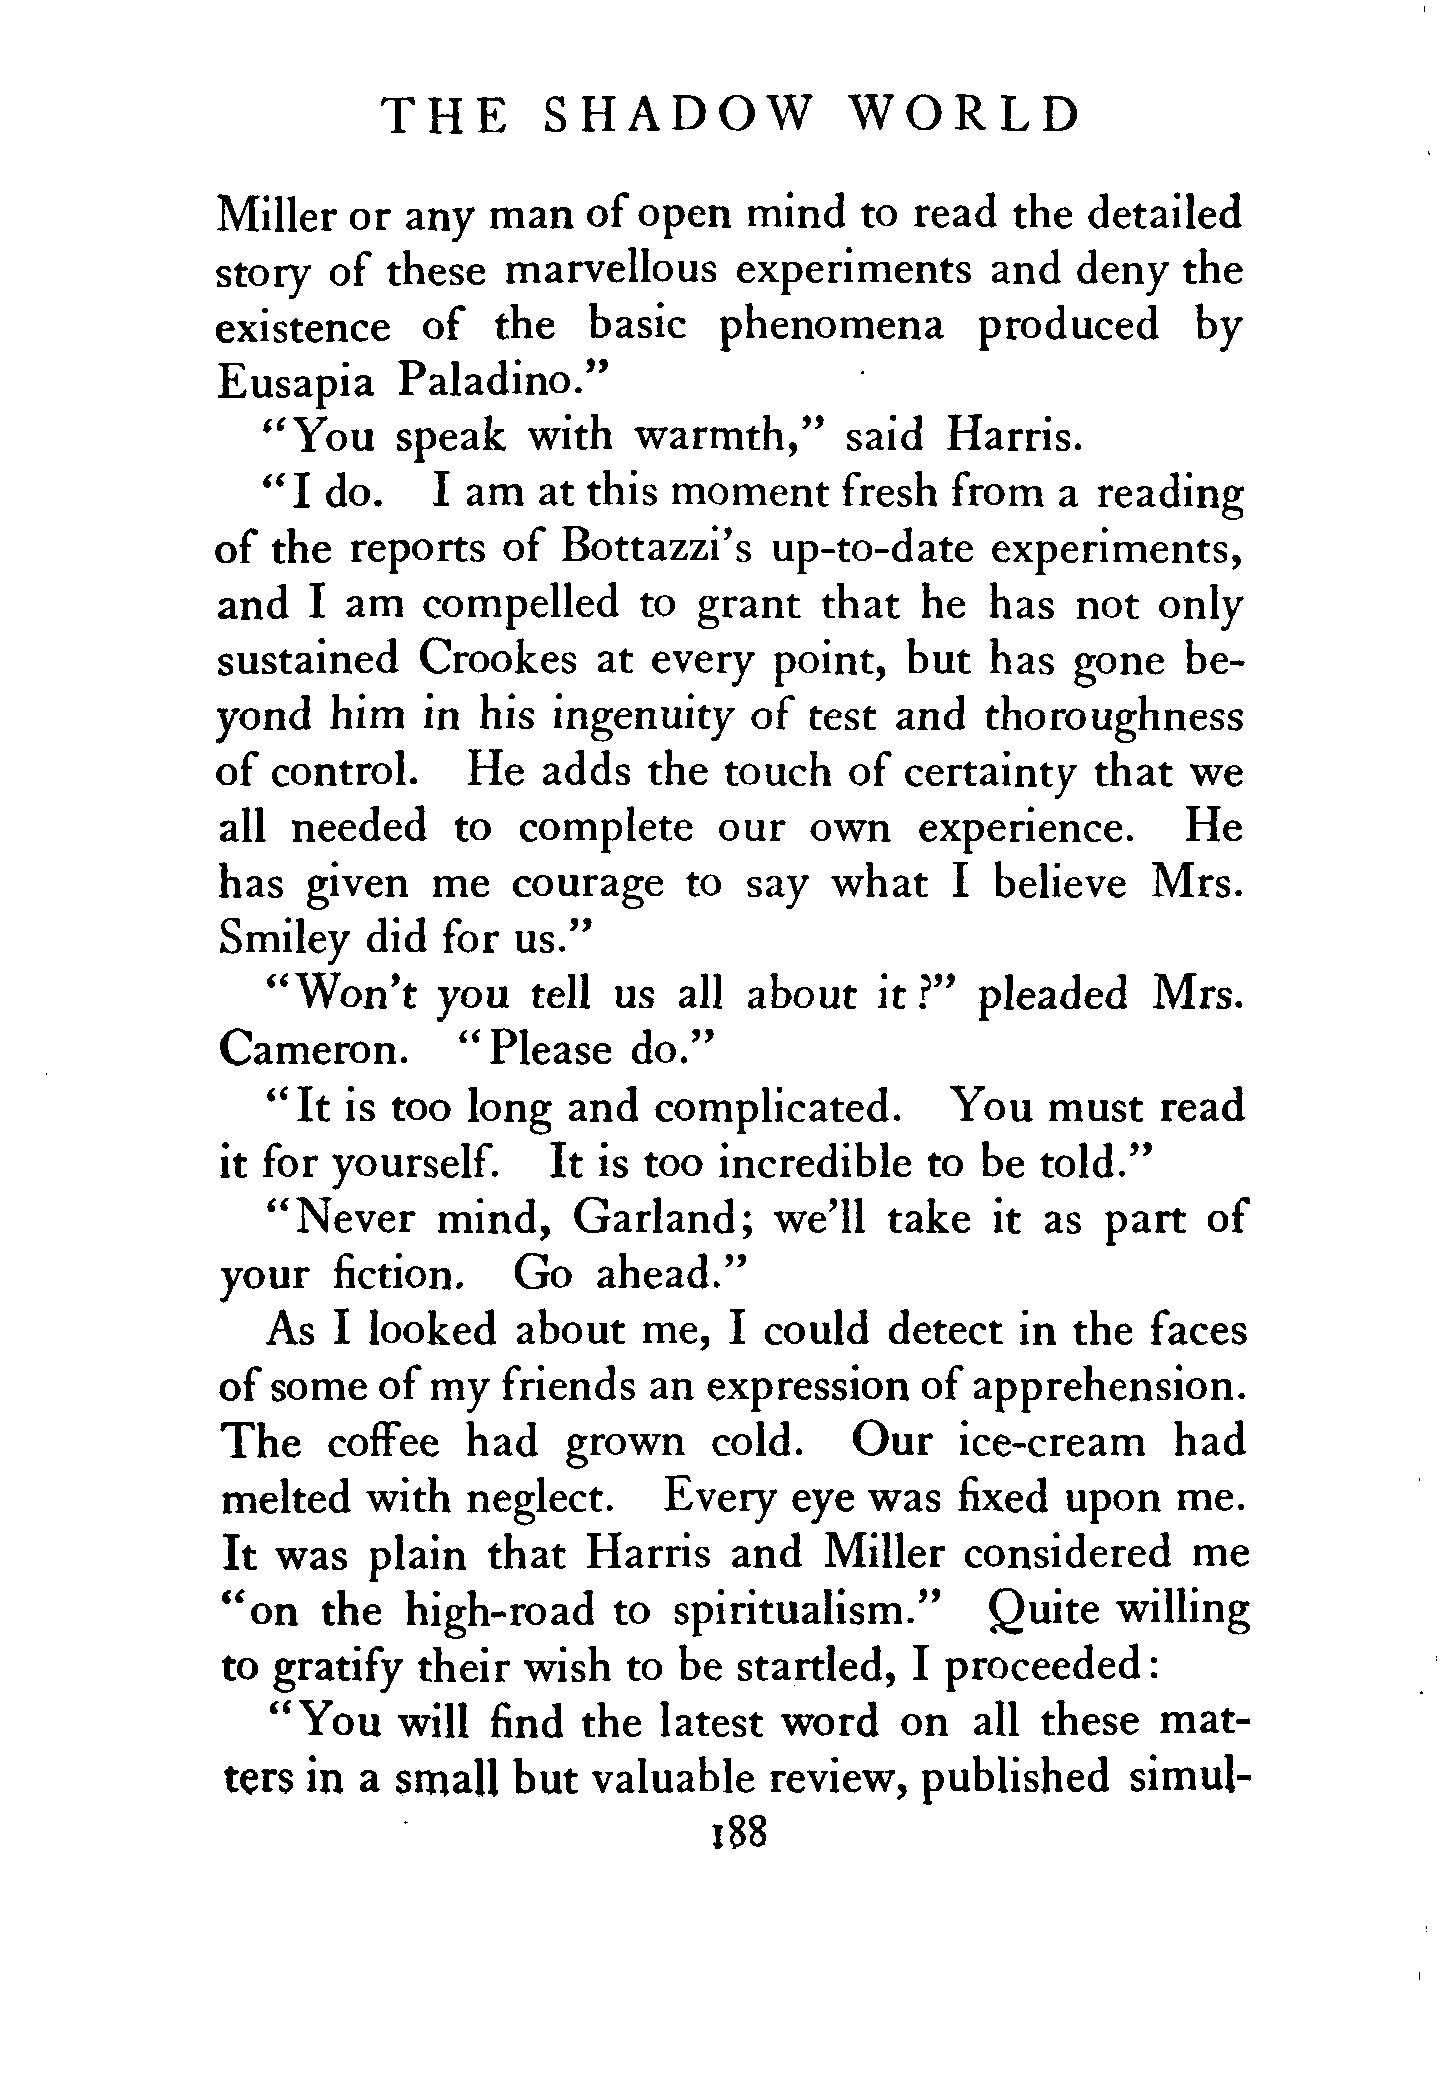 THE SHADOW WORLD
Miller or any man of open mind to read the detailed
story of these marvellous experiments and deny the
existence of the basic phenomena produced by
Eusapia Paladino.”
“You speak with warmth,” said Harris.
“I do. I am at this moment fresh from a reading
of the reports of Bottazzi’s up-to-date experiments,
and I am compelled to grant that he has not only
sustained Crookes at every point, but has gone be-
yond him in his ingenuity of test and thoroughness
of control. He adds the touch of certainty that we
all needed to complete our own experience. He
has given me courage to say what I believe Mrs.
Smiley did for us.”
“Won’t you tell us all about it?” pleaded Mrs.
Cameron. “Please do.”
“It is too long and complicated. You must read
it for yourself. It is too incredible to be told.”
“Never mind, Garland; we’ll take it as part of
your fiction. Go ahead.”
As I looked about me, I could detect in the faces
of some of my friends an expression of apprehension.
The coffee had grown cold. Our ice-cream had
melted with neglect. Every eye was fixed upon me.
It was plain that Harris and Miller considered me
“on the high-road to spiritualism.” Quite willing
to gratify their wish to be startled, I proceeded:
“You will find the latest word on all these mat-
ters in a small but valuable review, published simul-
188